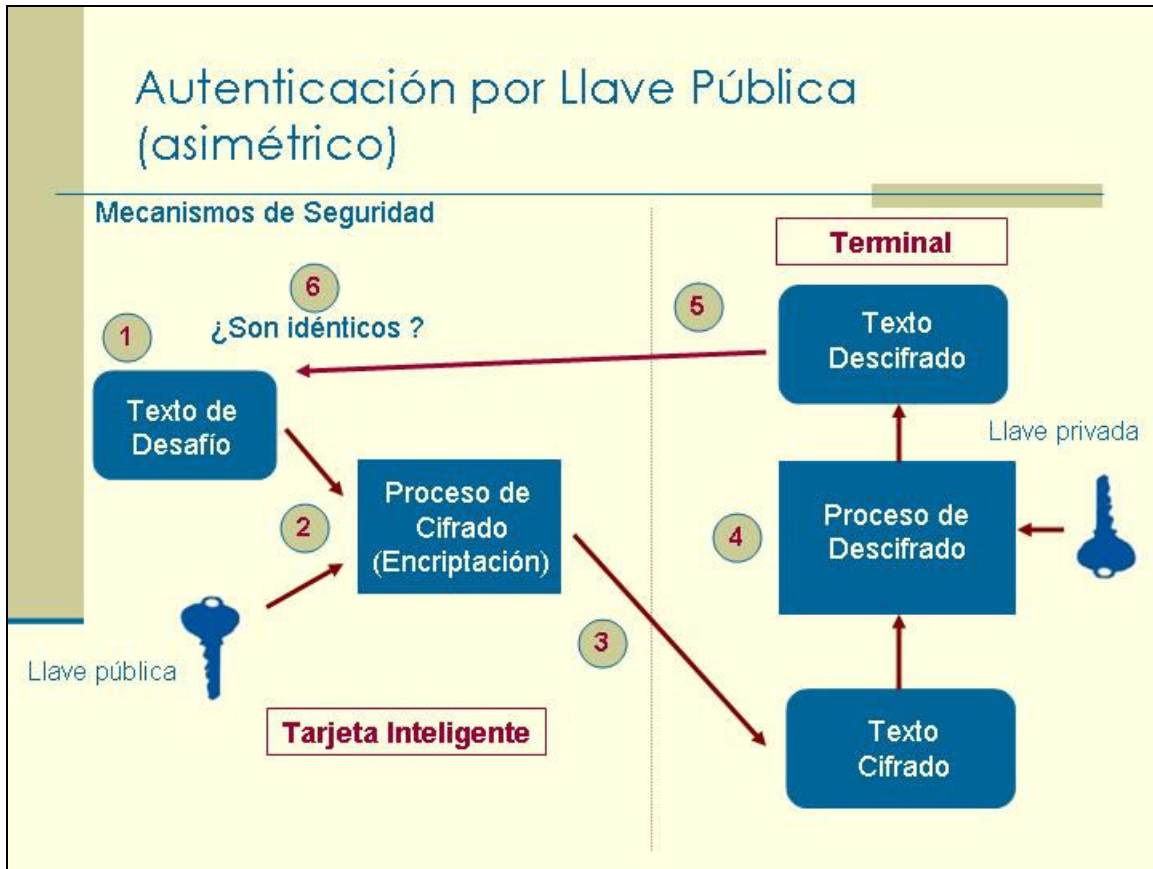 Autenticación por Llave Pública
(asimétrico)
Mecanismos de Seguridad
Terminal
6
¿Son idénticos ?
5
1
Texto de
Desafío
Texto
Descifrado
Llave privada
2
Proceso de
Cifrado
(Encriptación)
4
Proceso de
Descifrado
3
Llave pública
Tarjeta Inteligente
Texto
Cifrado